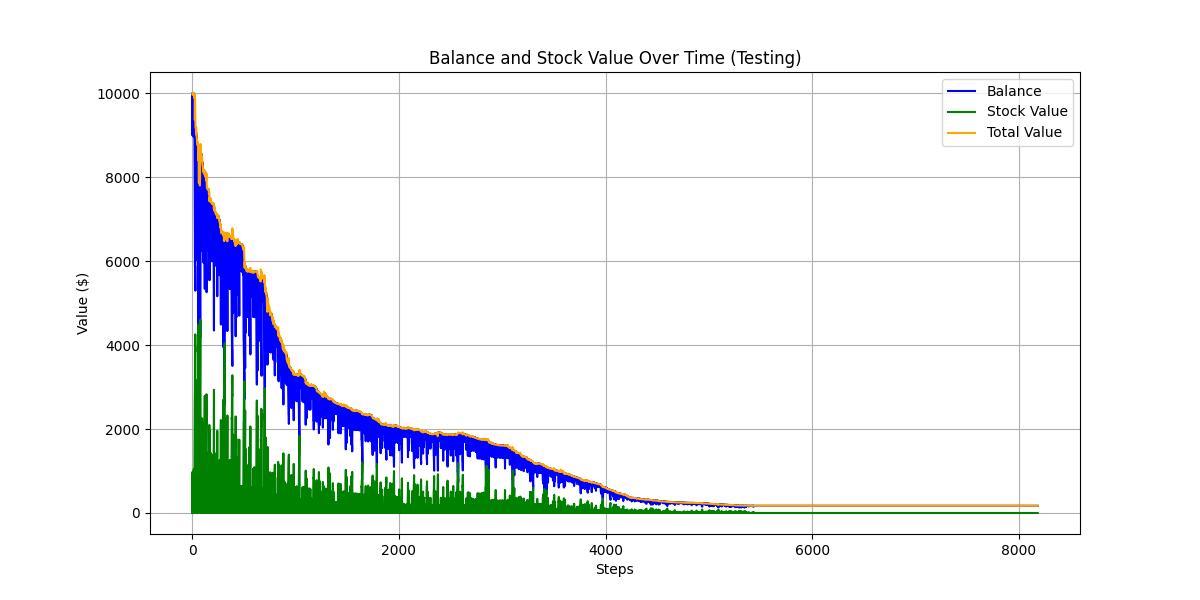 Balance and Stock Value Over Time (Testing)
Balance
Stock Value
Total Value
Value ($)
10000
8000
6000
4000
2000
0
0 2000 4000 6000 8000
Steps